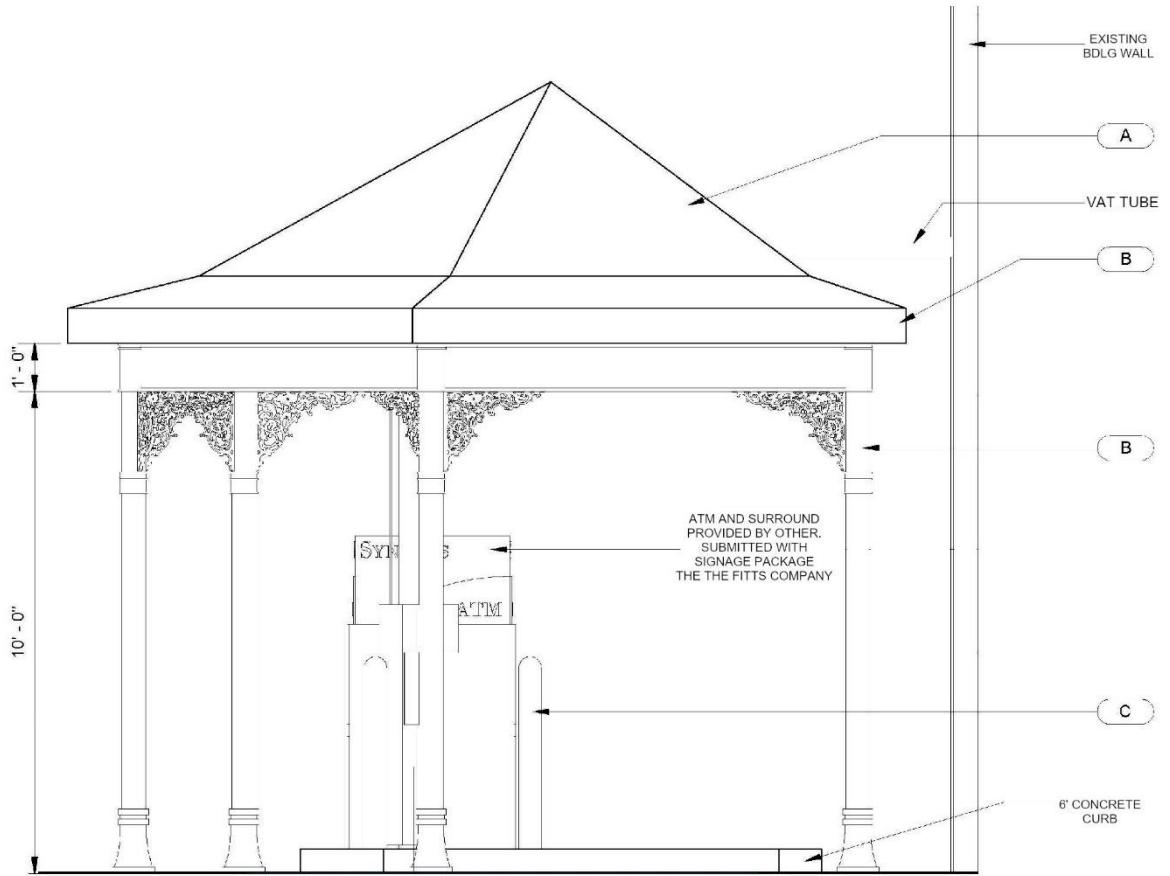 EXISTING
BDLG WALL
A
VAT TUBE
B
1' - 0"
B
ATM AND SURROUND
PROVIDED BY OTHER.
SUBMITTED WITH
SIGNAGE PACKAGE
THE THE FITTS COMPANY
ATM
10' - 0"
C
6' CONCRETE
CURB